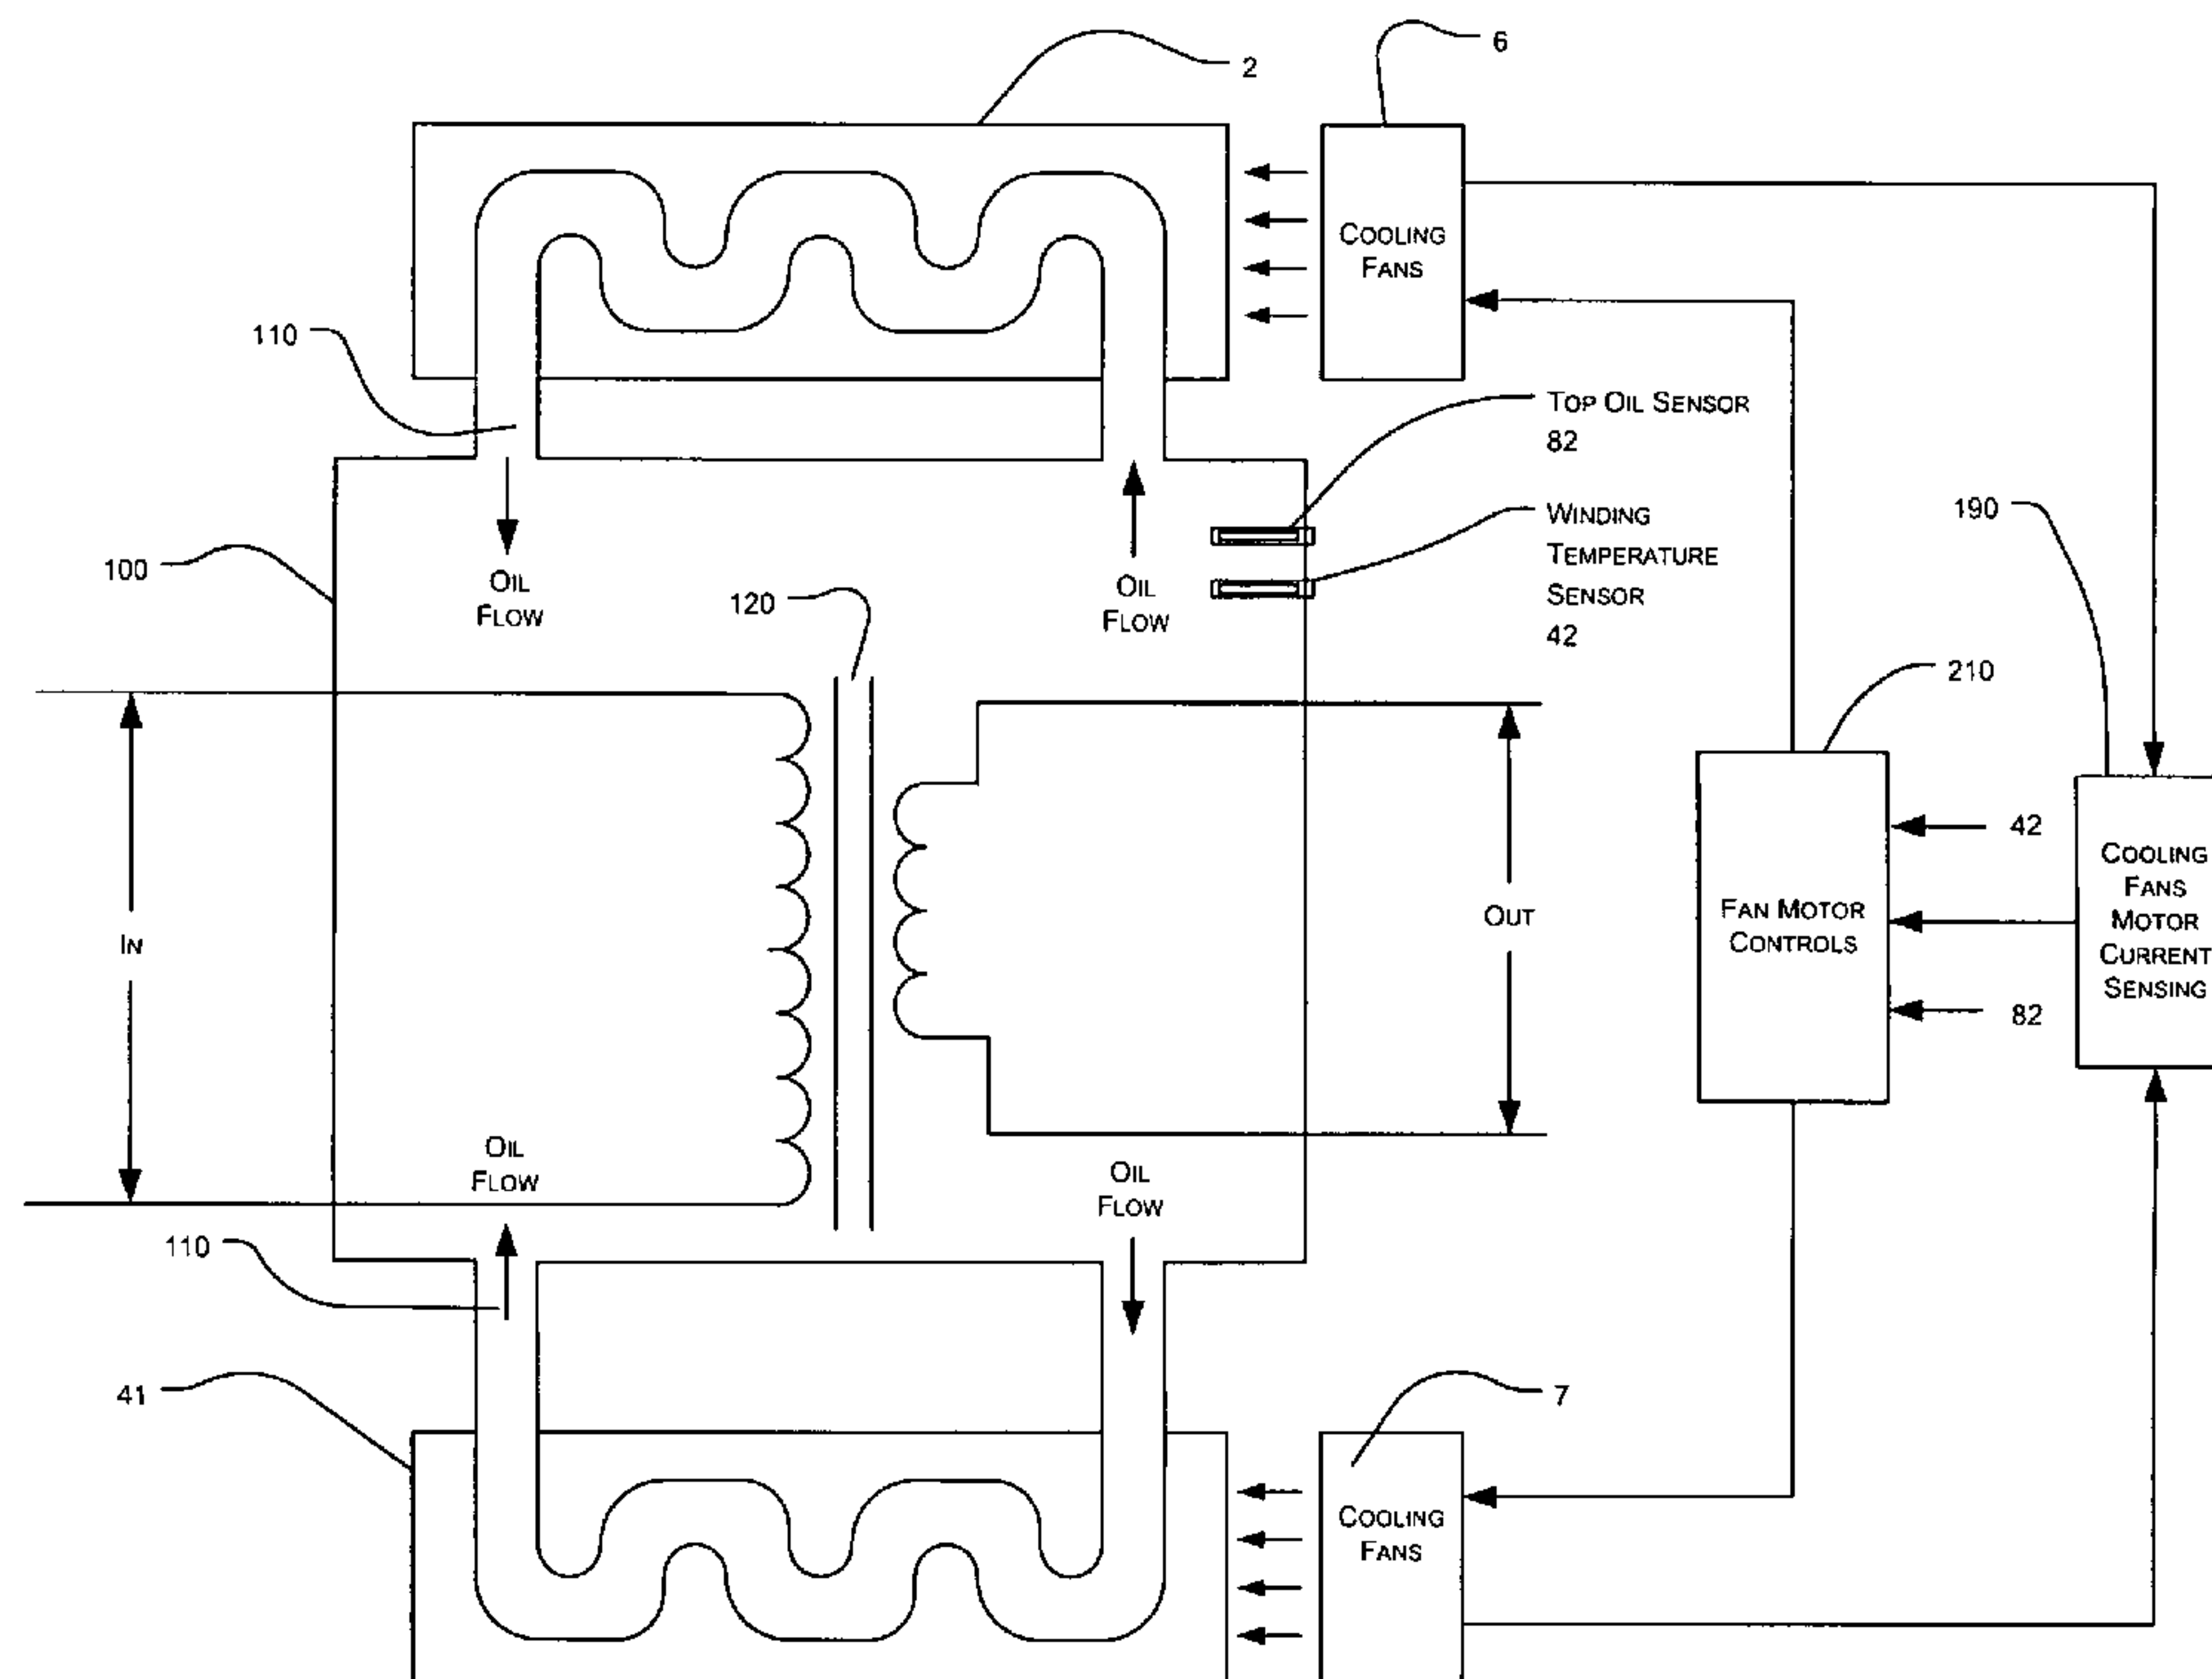 6
2
COOLING
FANS
110
TOP OIL SENSOR
82
WINDING
TEMPERATURE
SENSOR
42
190
100
OIL
FLOW
OIL
FLOW
120
210
42
IN
OUT
FAN MOTOR
CONTROLS
COOLING
FANS
MOTOR
CURRENT
SENSING
82
OIL
FLOW
OIL
FLOW
110
41
7
COOLING
FANS